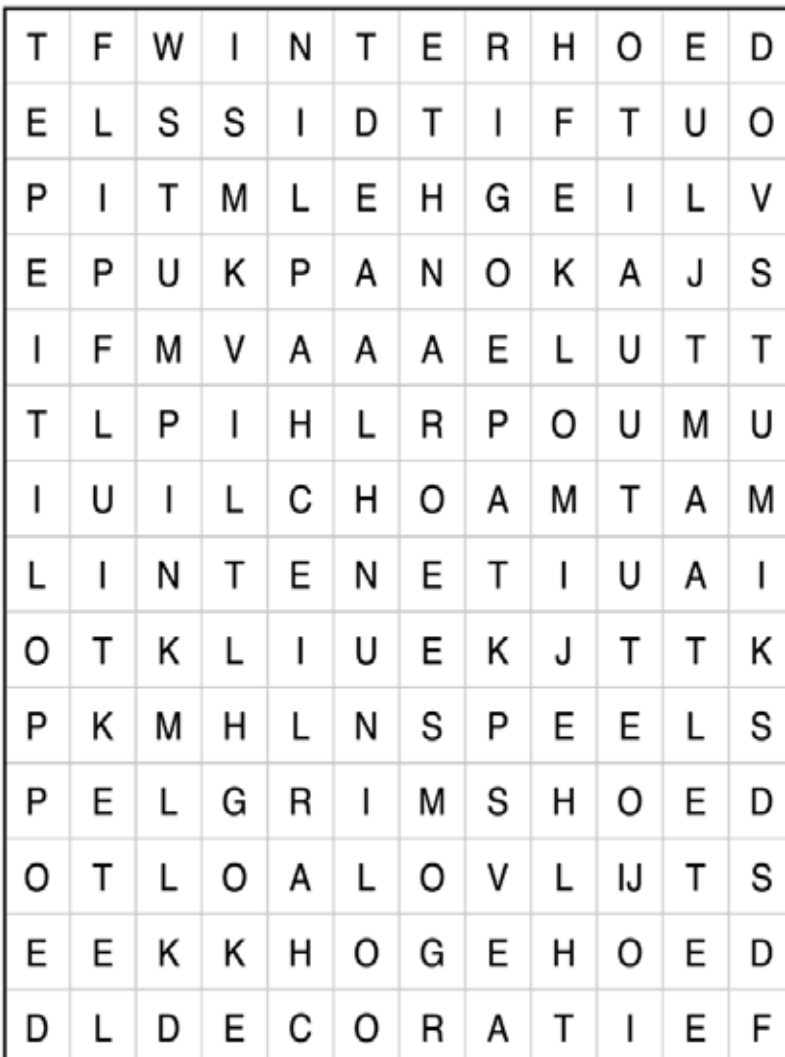 T F W I N T E R H O E D
E L S S I D T I F T U O
P I T M L E H G E I L V
E P U K P A N O K A J S
I F M V A A A E L U T T
T L P I H L R P O U M U
I U I L C H O A M T A M
L I N T E N E T I U A I
O T K L I U E K J T T K
P K M H L N S P E E L S
P E L G R I M S H O E D
O T L O A L O V L IJ T S
E E K K H O G E H O E D
D L D E C O R A T I E F